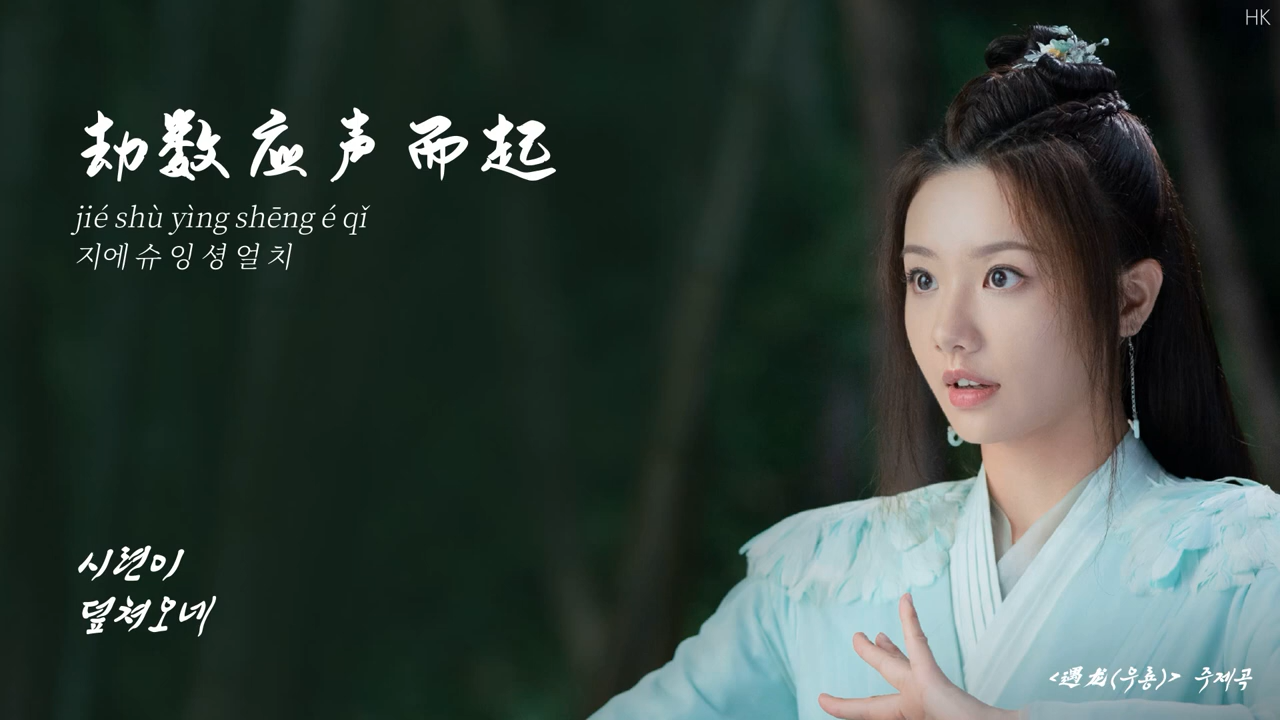 HK
劫数应声而起
jié shù yìng shēng é qǐ
지에 슈 잉 셩 얼 치
시련이
덮쳐오네
<遇龙(우룡)> 주제곡